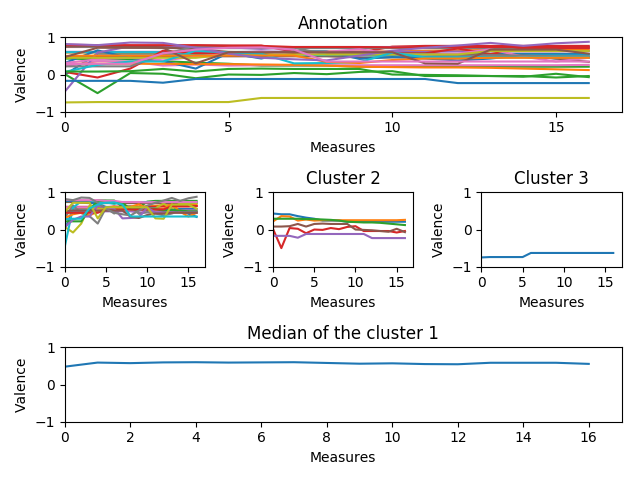 Annotation
1
0
−1
Valence
0 5 10 15
Measures
Cluster 1 Cluster 2 Cluster 3
1 1 1
0 0 0
−1 −1 −1
Valence Valence Valence
0 5 10 15 0 5 10 15 0 5 10 15
Measures Measures Measures
Median of the cluster 1
1
0
−1
Valence
0 2 4 6 8 10 12 14 16
Measures